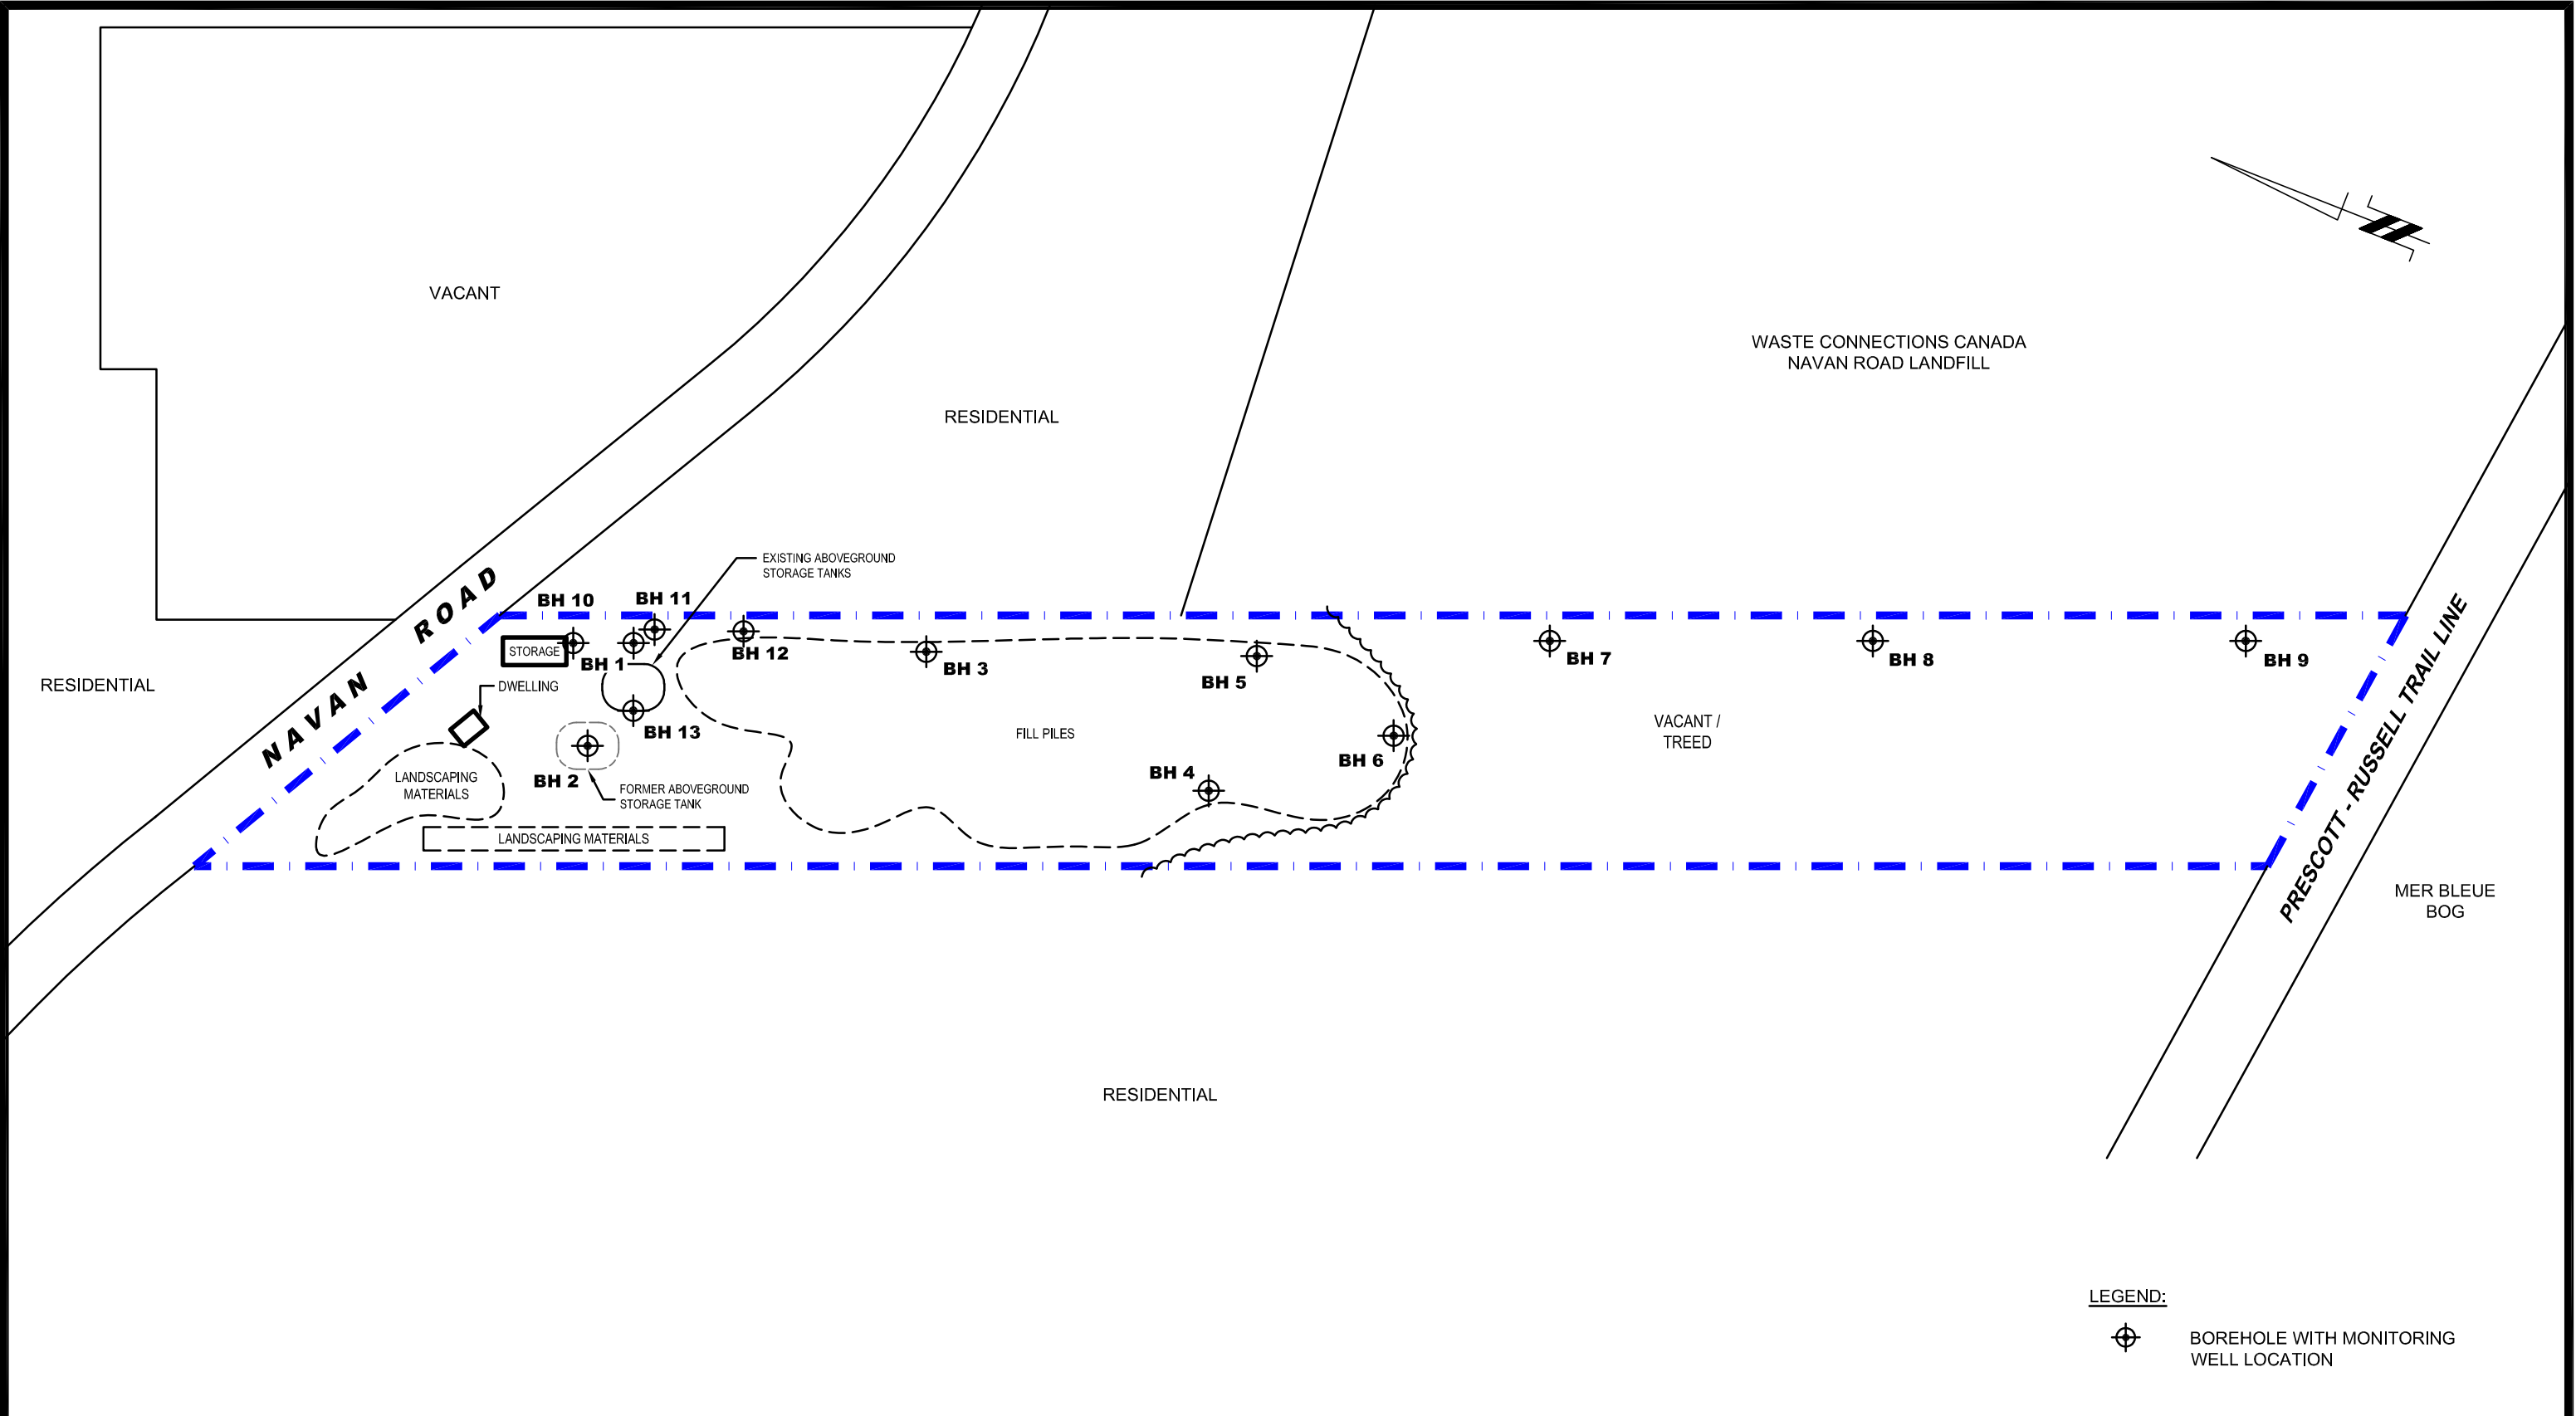 VACANT
WASTE CONNECTIONS CANADA
NAVAN ROAD LANDFILL
RESIDENTIAL
EXISTING ABOVEGROUND
STORAGE TANKS
NAVAN ROAD
BH 10
BH 11
STORAGE
BH 1
BH 12
BH 3
BH 5
BH 7
BH 8
BH 9
RESIDENTIAL
DWELLING
BH 13
FILL PILES
VACANT /
TREED
BH 6
BH 4
BH 2
LANDSCAPING
MATERIALS
FORMER ABOVEGROUND
STORAGE TANK
LANDSCAPING MATERIALS
PRESCOTT - RUSSELL TRAIL LINE
MER BLEUE
BOG
RESIDENTIAL
LEGEND:
BOREHOLE WITH MONITORING
WELL LOCATION